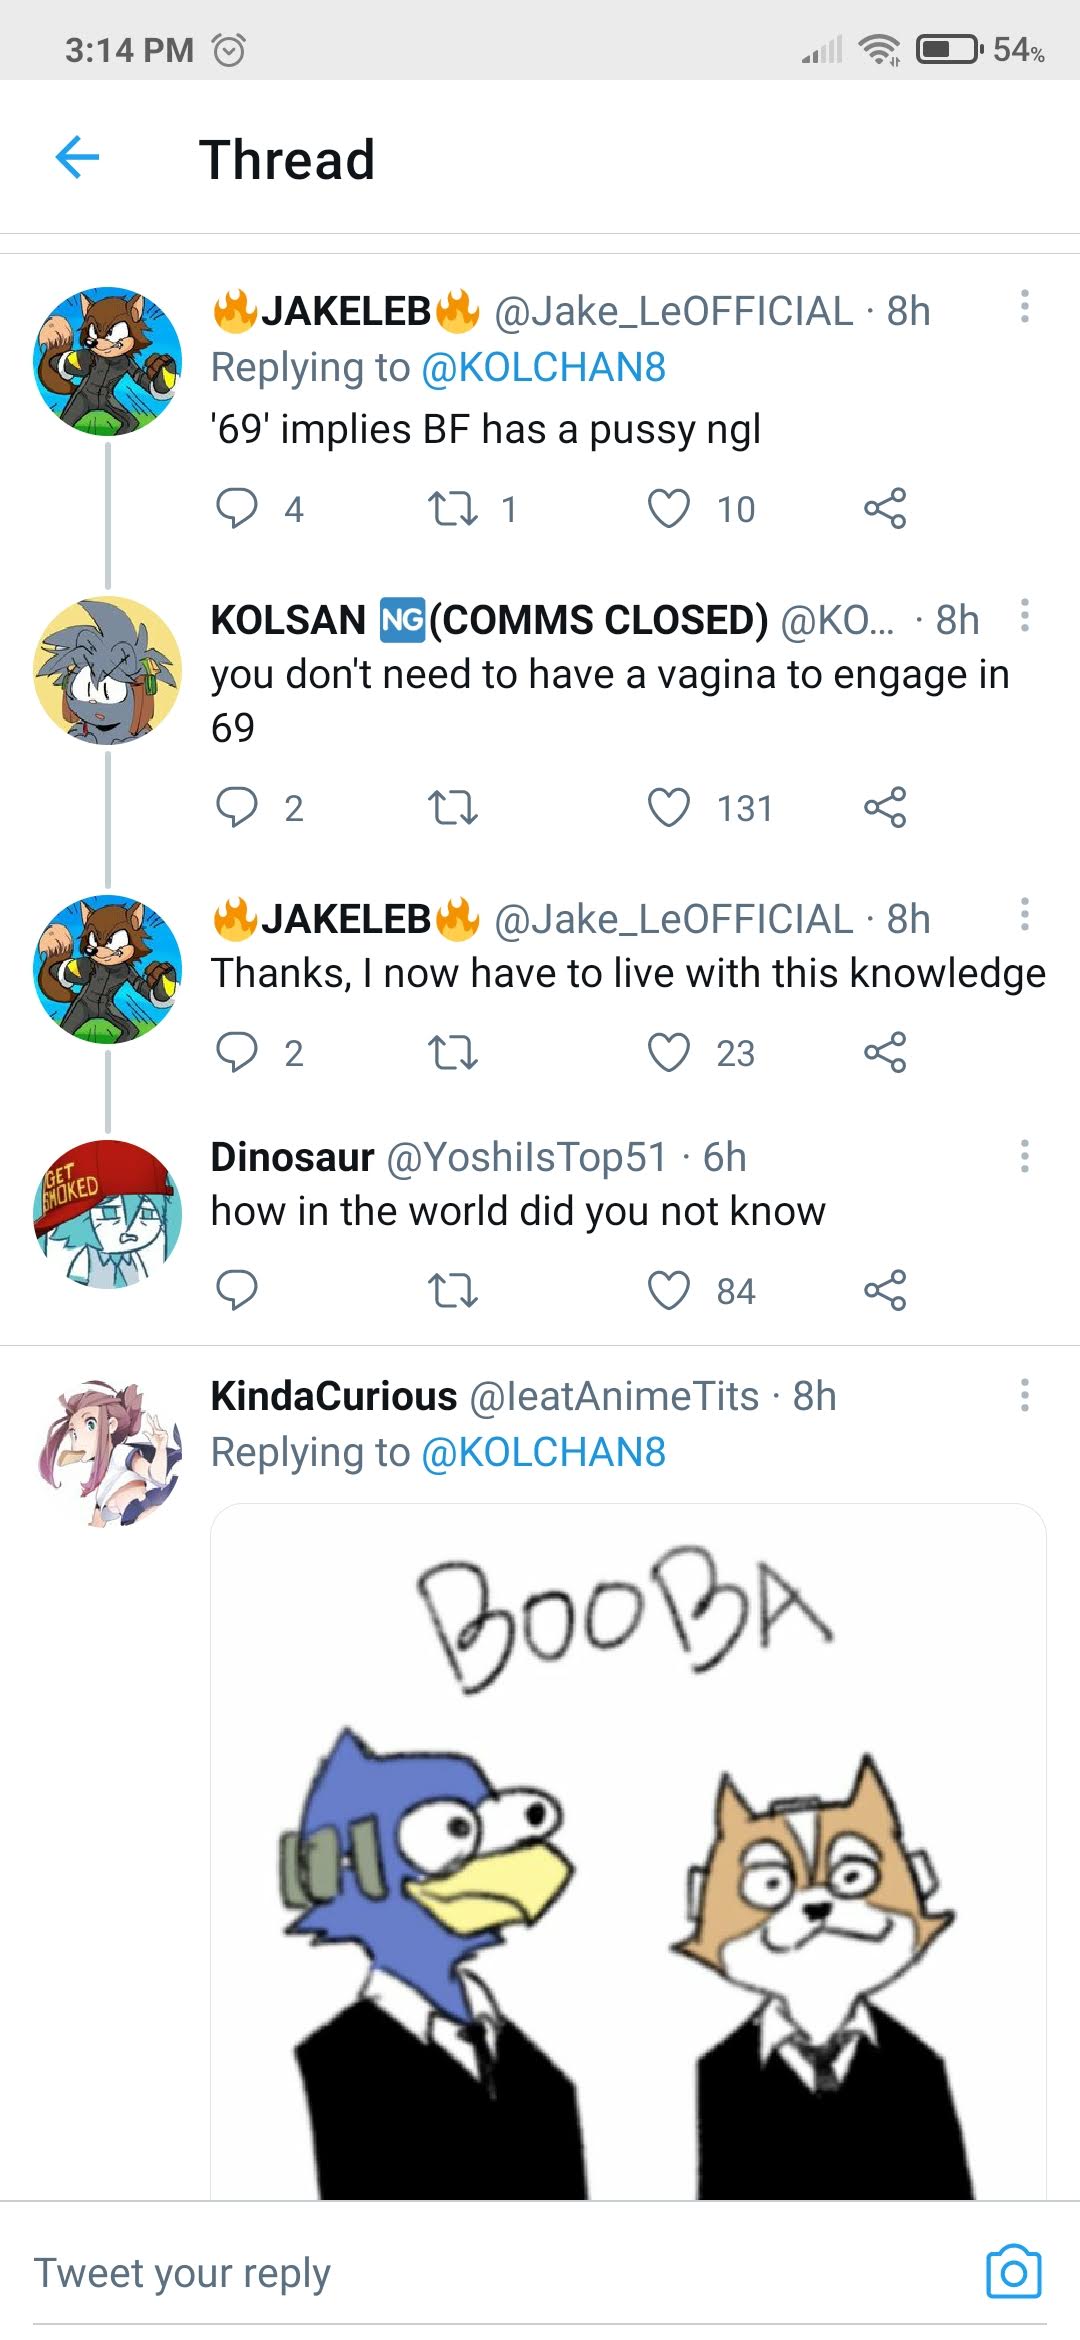 3:14 PM 54%
Thread
🔥JAKELEB🔥 @Jake_LeOFFICIAL · 8h
Replying to @KOLCHAN8
'69' implies BF has a pussy ngl
4 1 10
KOLSAN 🆖(COMMS CLOSED) @KO... · 8h
you don't need to have a vagina to engage in
69
2 131
🔥JAKELEB🔥 @Jake_LeOFFICIAL · 8h
Thanks, I now have to live with this knowledge
2 23
GET
SMOKED
Dinosaur @YoshiIsTop51 · 6h
how in the world did you not know
84
KindaCurious @IeatAnimeTits · 8h
Replying to @KOLCHAN8
BOOBA
Tweet your reply